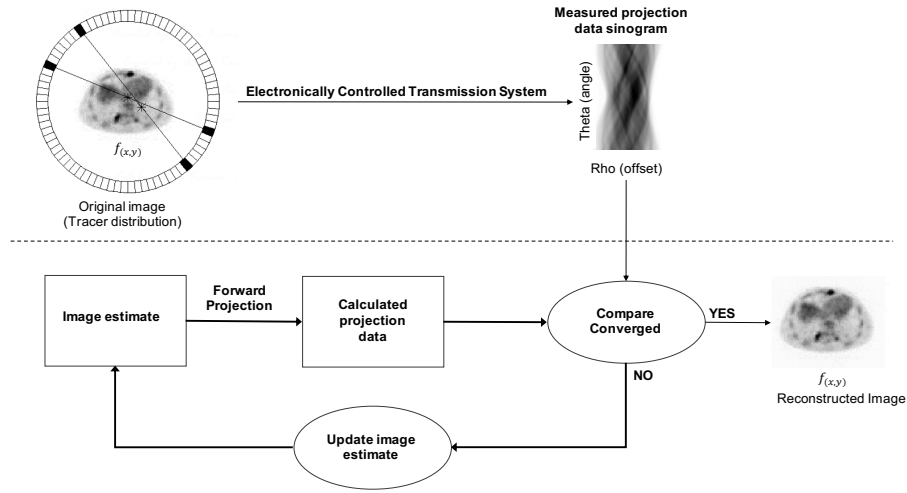 Measured projection
data sinogram
Electronically Controlled Transmission System
Theta (angle)
Rho (offset)
f(x,y)
Original image
(Tracer distribution)
Image estimate
Forward
Projection
Calculated
projection
data
Compare
Converged
YES
NO
f(x,y)
Reconstructed Image
Update image
estimate